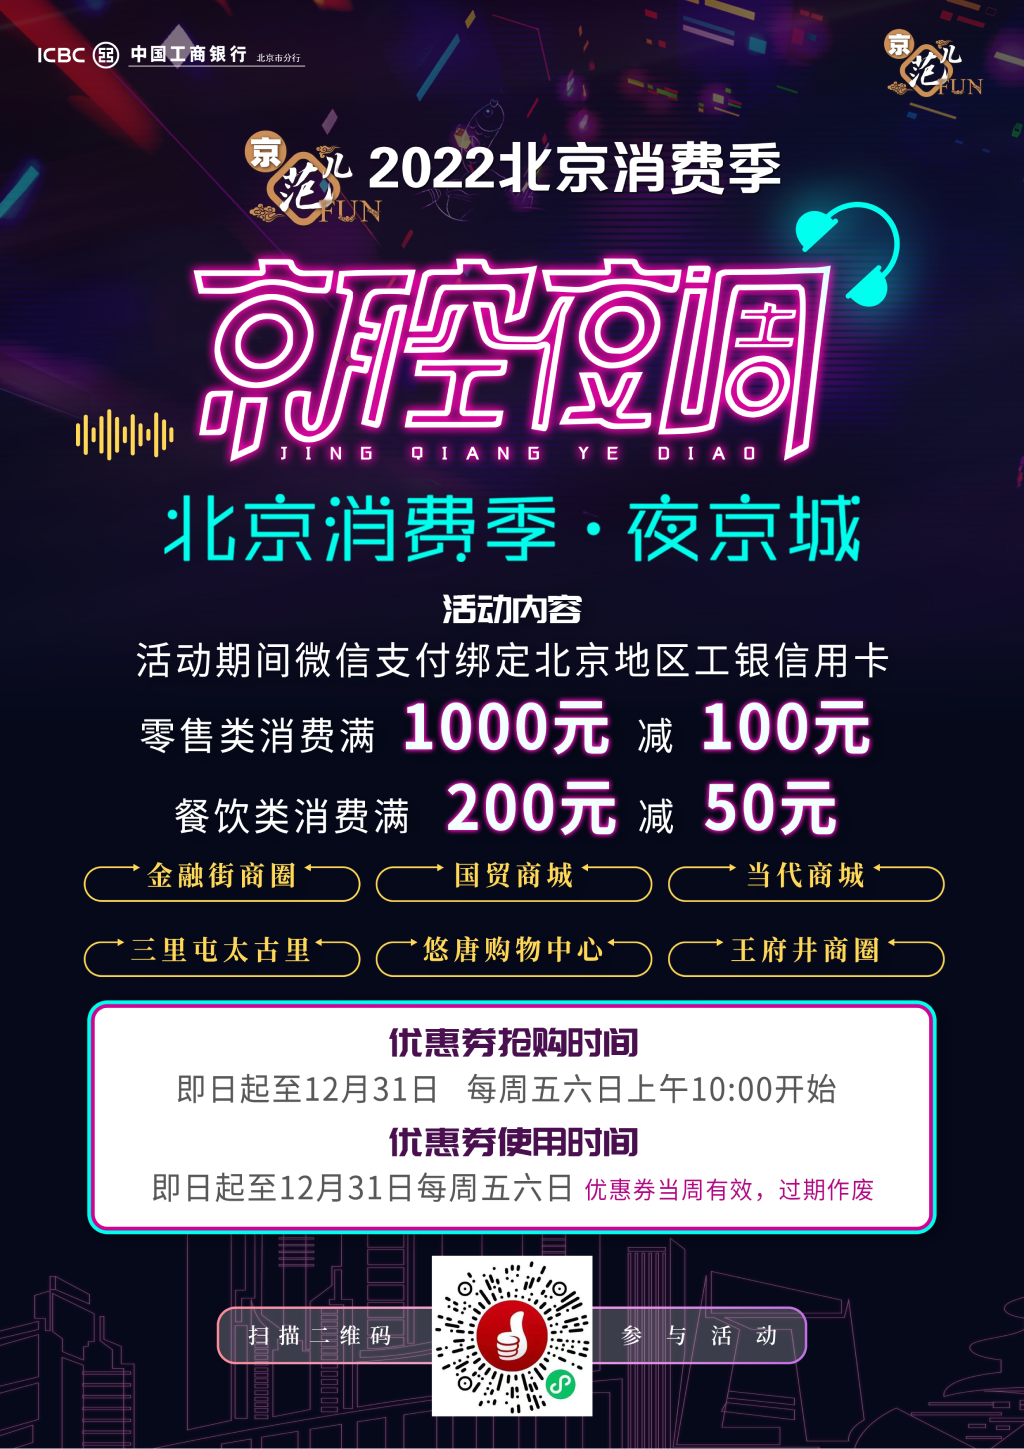 ICBC 中国工商银行 北京市分行
京范儿FUN
京范儿FUN 2022北京消费季
京腔夜调
JING QIANG YE DIAO
北京消费季·夜京城
活动内容
活动期间微信支付绑定北京地区工银信用卡
零售类消费满 1000元 减 100元
餐饮类消费满 200元 减 50元
金融街商圈 国贸商城 当代商城
三里屯太古里 悠唐购物中心 王府井商圈
优惠券抢购时间
即日起至12月31日 每周五六日上午10:00开始
优惠券使用时间
即日起至12月31日每周五六日 优惠券当周有效，过期作废
扫描二维码 参与活动